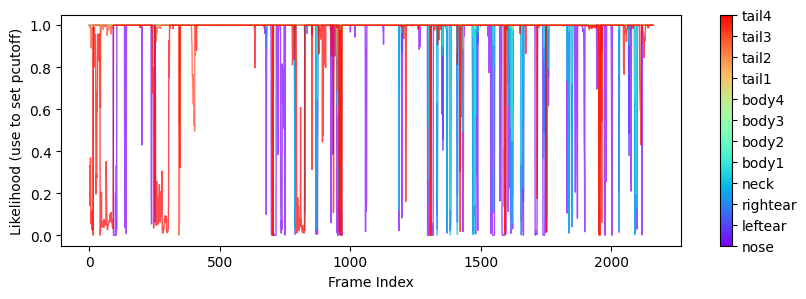 Likelihood (use to set pcutoff)
1.0
0.8
0.6
0.4
0.2
0.0
0
500
1000
1500
2000
Frame Index
tail4
tail3
tail2
tail1
body4
body3
body2
body1
neck
rightear
leftear
nose